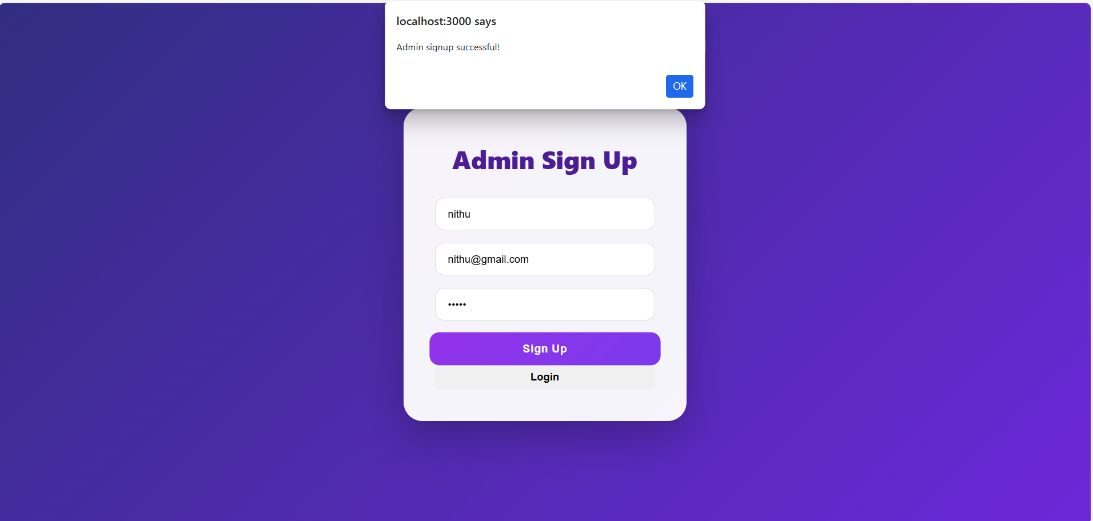 localhost:3000 says
Admin signup successful!
OK
Admin Sign Up
nithu
nithu@gmail.com
•••••
Sign Up
Login